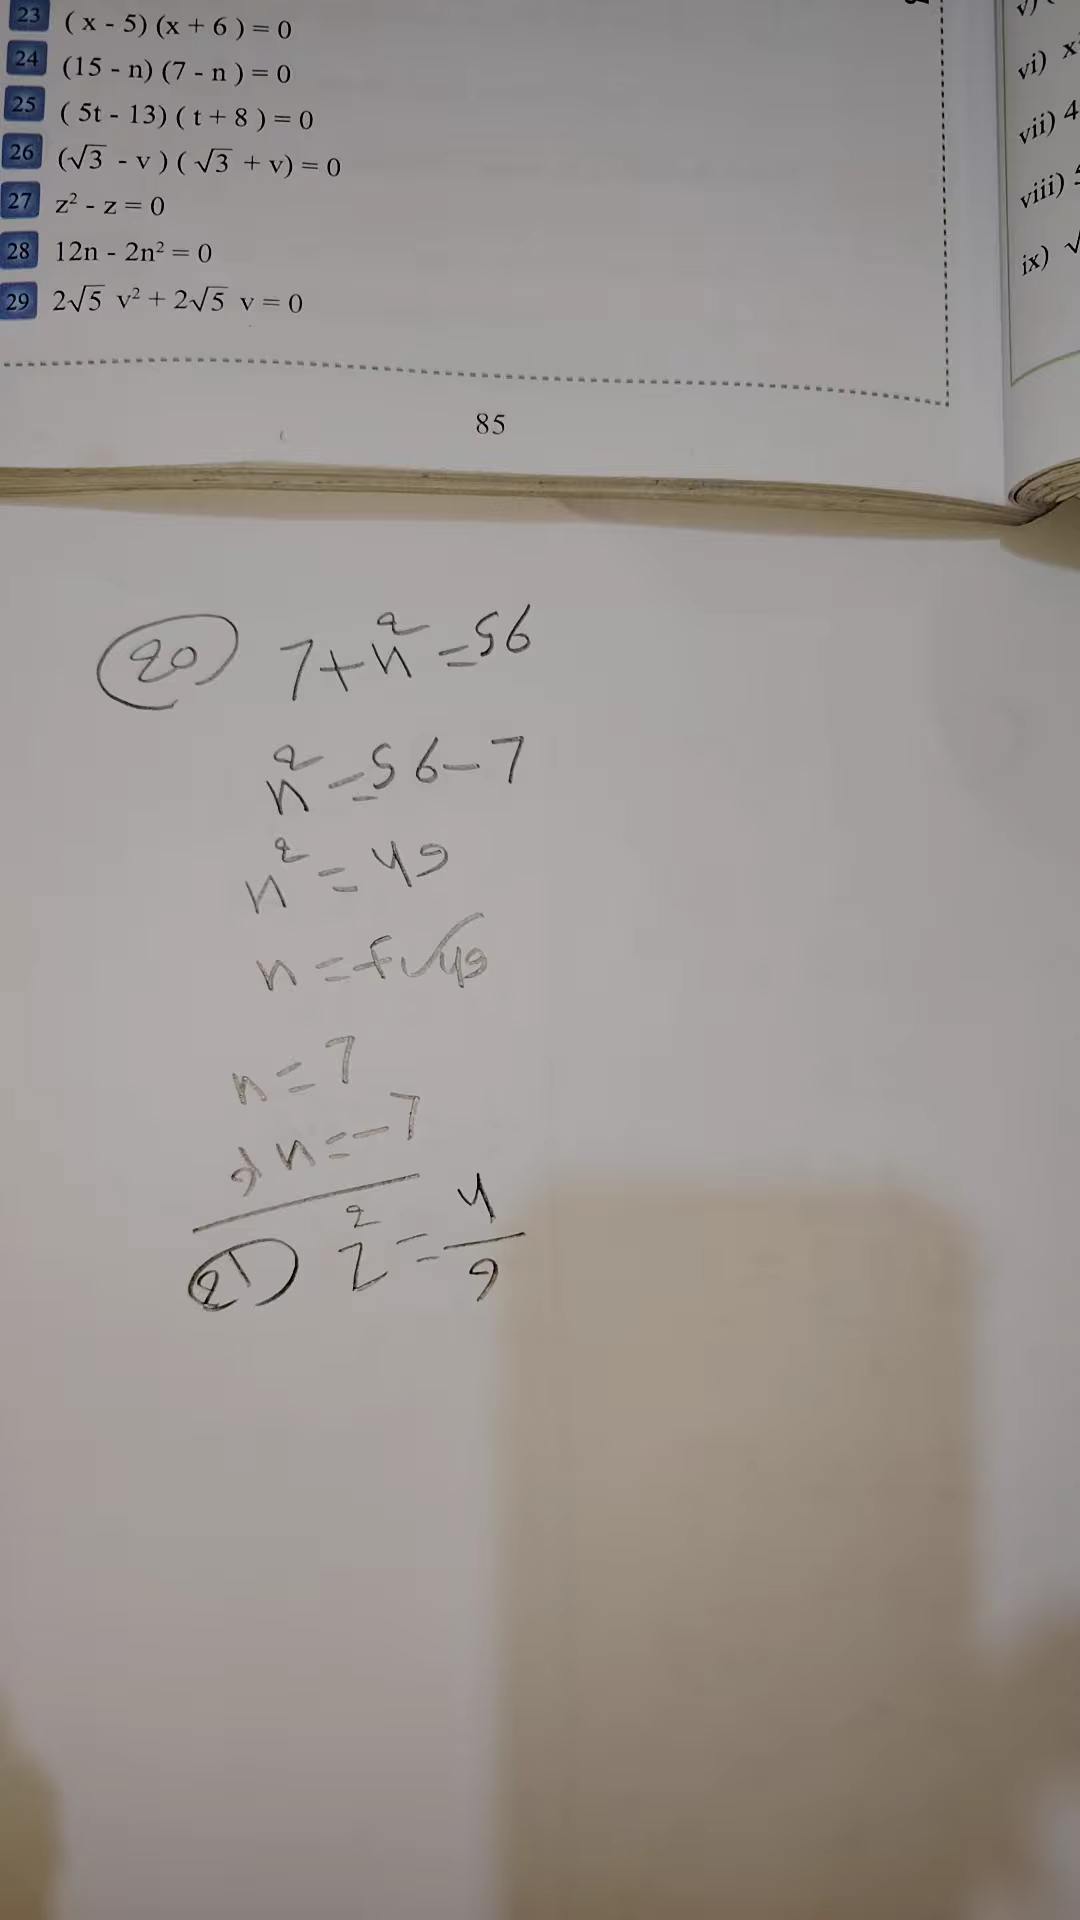 23 ( x - 5) (x + 6 ) = 0
24 (15 - n) (7 - n ) = 0
25 ( 5t - 13) ( t + 8 ) = 0
26 (√3 - v ) ( √3 + v) = 0
27 z² - z = 0
28 12n - 2n² = 0
29 2√5 v² + 2√5 v = 0
vi) x
vii) 4
viii)
ix) √
85
20 7+n²=56
n²=56-7
n²=49
n=±√49
n=7
و n=-7
21 z²=4/9